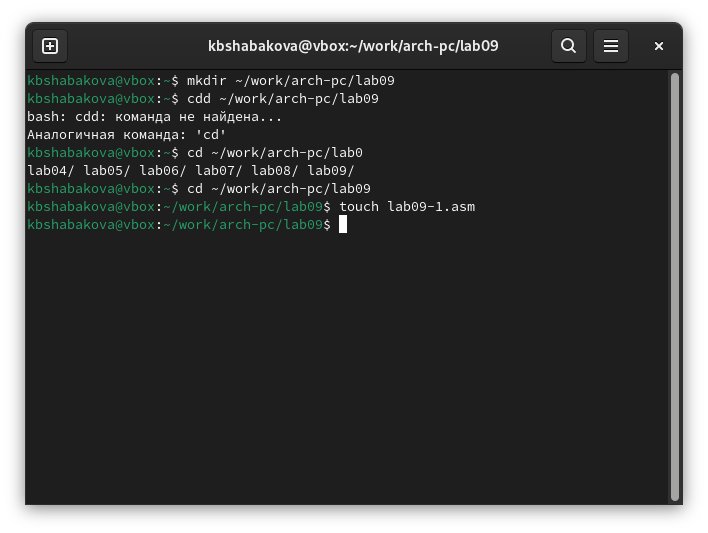 kbshabakova@vbox:~/work/arch-pc/lab09
kbshabakova@vbox:~$ mkdir ~/work/arch-pc/lab09
kbshabakova@vbox:~$ cdd ~/work/arch-pc/lab09
bash: cdd: команда не найдена...
Аналогичная команда: 'cd'
kbshabakova@vbox:~$ cd ~/work/arch-pc/lab0
lab04/ lab05/ lab06/ lab07/ lab08/ lab09/
kbshabakova@vbox:~$ cd ~/work/arch-pc/lab09
kbshabakova@vbox:~/work/arch-pc/lab09$ touch lab09-1.asm
kbshabakova@vbox:~/work/arch-pc/lab09$